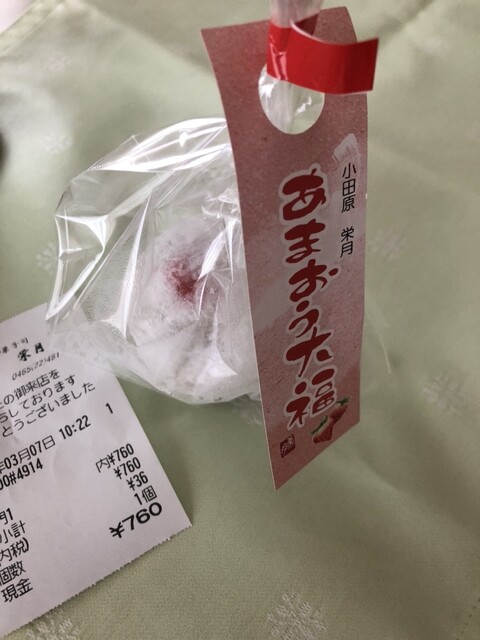 小田原 栄月
あまおう大福
栄月
の御来店を
ちしております
とうございました
03月07日 10:22 1
00#4914
内¥760
小計 ¥760
内税) ¥36
個数 1個
現金 ¥760